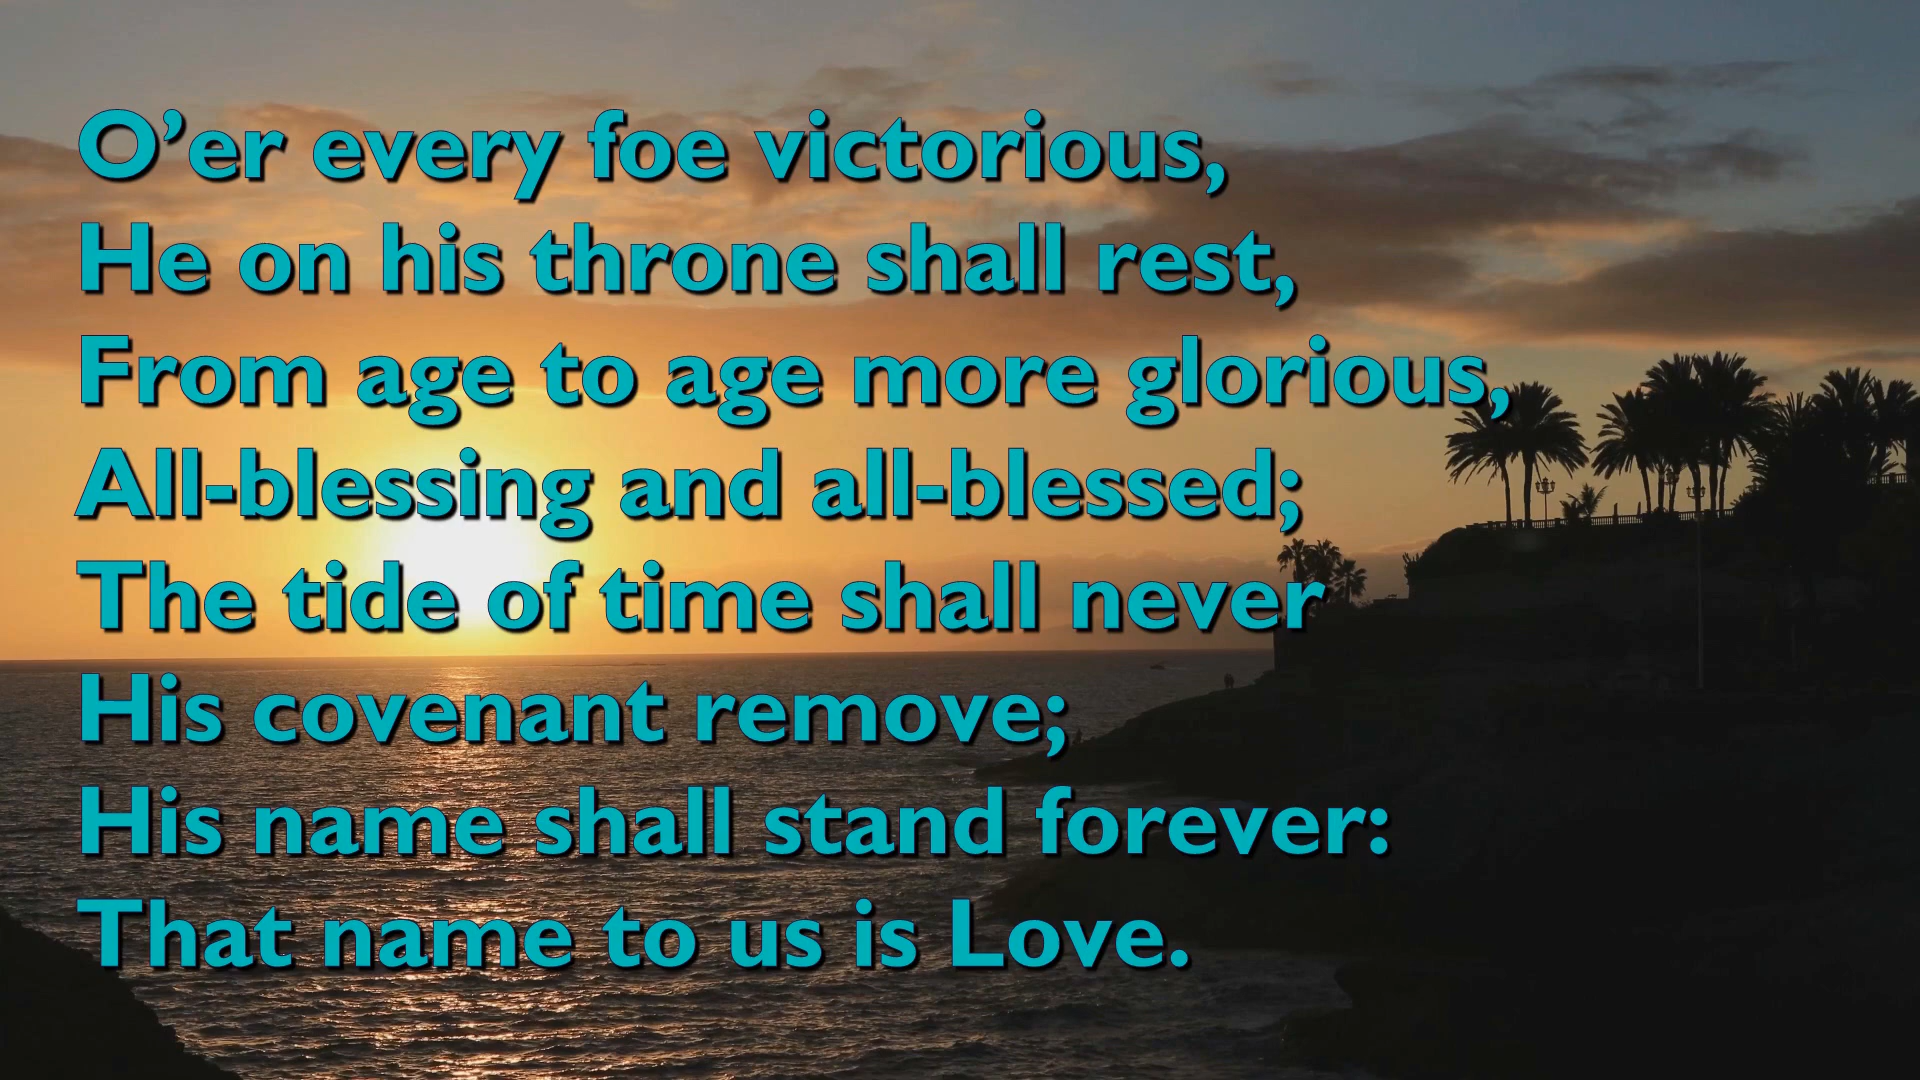 O’er every foe victorious,
He on his throne shall rest,
From age to age more glorious,
All-blessing and all-blessed;
The tide of time shall never
His covenant remove;
His name shall stand forever:
That name to us is Love.